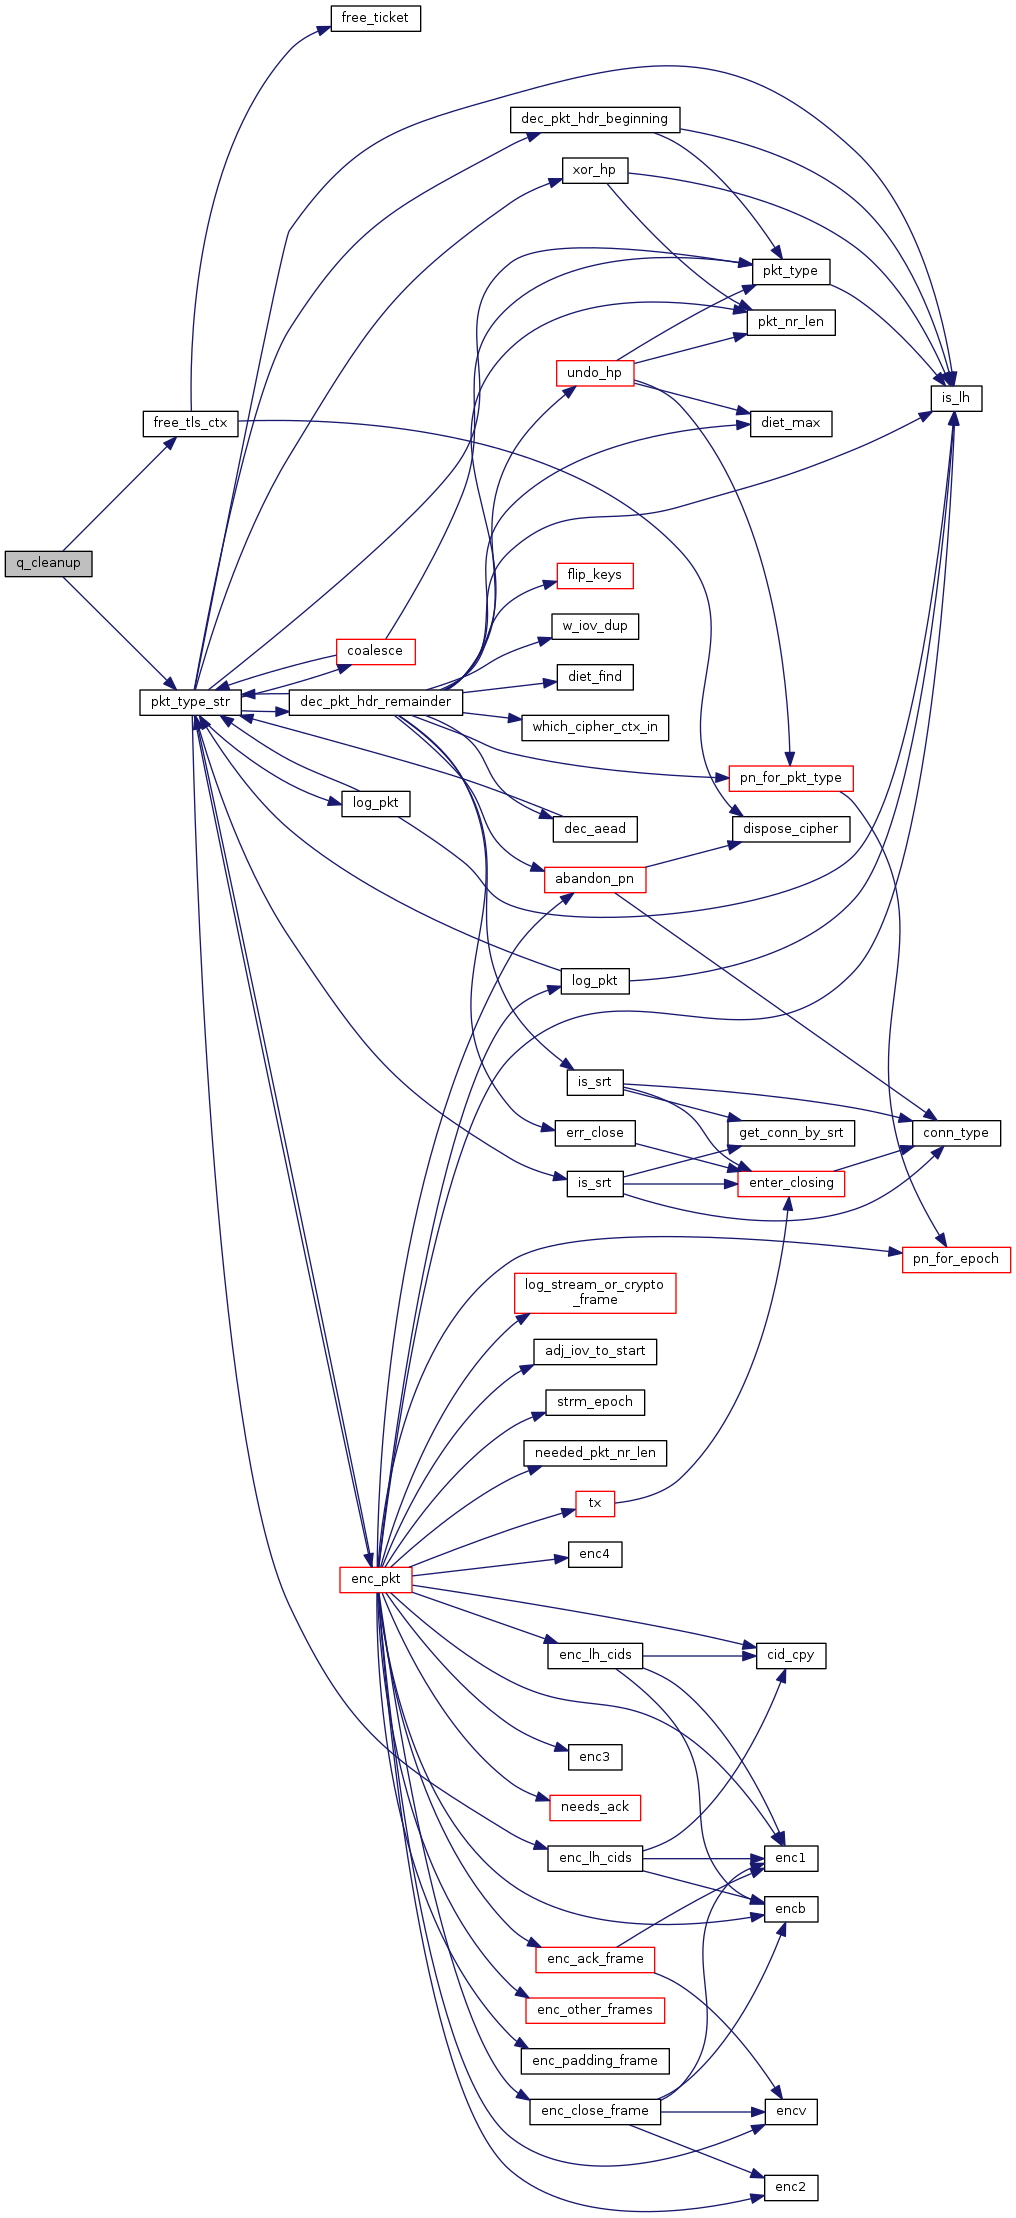 free_ticket
dec_pkt_hdr_beginning
xor_hp
pkt_type
pkt_nr_len
undo_hp
is_lh
free_tls_ctx
diet_max
q_cleanup
flip_keys
w_iov_dup
coalesce
diet_find
pkt_type_str
dec_pkt_hdr_remainder
which_cipher_ctx_in
pn_for_pkt_type
log_pkt
dec_aead
dispose_cipher
abandon_pn
log_pkt
is_srt
err_close
get_conn_by_srt
conn_type
is_srt
enter_closing
pn_for_epoch
log_stream_or_crypto
_frame
adj_iov_to_start
strm_epoch
needed_pkt_nr_len
tx
enc4
enc_pkt
enc_lh_cids
cid_cpy
enc3
needs_ack
enc_lh_cids
enc1
encb
enc_ack_frame
enc_other_frames
enc_padding_frame
enc_close_frame
encv
enc2